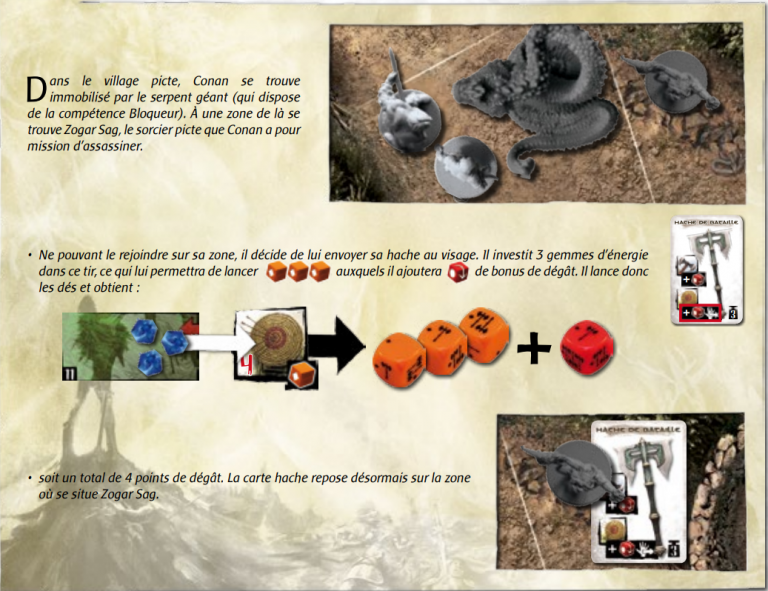 Dans le village picte, Conan se trouve
immobilisé par le serpent géant (qui dispose
de la compétence Bloqueur). À une zone de là se
trouve Zogar Sag, le sorcier picte que Conan a pour
mission d'assassiner.
HACHE DE BATAILLE
• Ne pouvant le rejoindre sur sa zone, il décide de lui envoyer sa hache au visage. Il investit 3 gemmes d'énergie
dans ce tir, ce qui lui permettra de lancer auxquels il ajoutera de bonus de dégât. Il lance donc
les dés et obtient :
+
+
3
11
4
+
HACHE DE BATAILLE
• soit un total de 4 points de dégât. La carte hache repose désormais sur la zone
où se situe Zogar Sag.
+
+
3